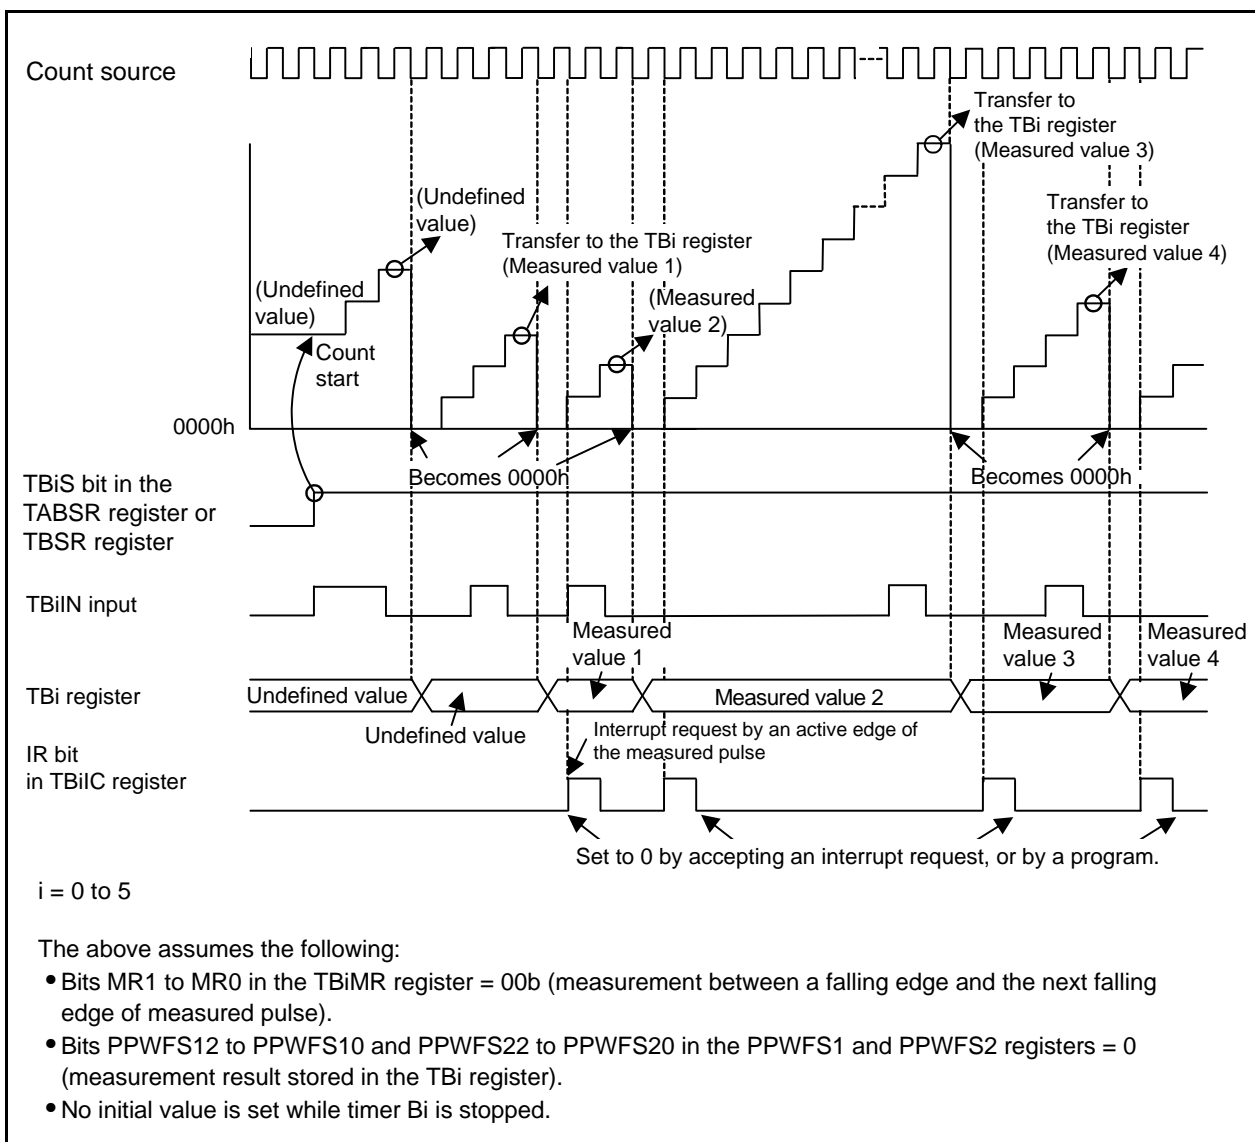 Count source
Transfer to
the TBi register
(Measured value 3)
(Undefined
value)
Transfer to
the TBi register
(Measured value 4)
Transfer to the TBi register
(Measured value 1)
(Undefined
value)
(Measured
value 2)
Count
start
0000h
Becomes 0000h
Becomes 0000h
TBiS bit in the
TABSR register or
TBSR register
TBiIN input
Measured
value 1
Measured
value 3
Measured
value 4
TBi register
Undefined value
Measured value 2
Undefined value
Interrupt request by an active edge of
the measured pulse
IR bit
in TBiIC register
Set to 0 by accepting an interrupt request, or by a program.
i = 0 to 5
The above assumes the following:
• Bits MR1 to MR0 in the TBiMR register = 00b (measurement between a falling edge and the next falling
edge of measured pulse).
• Bits PPWFS12 to PPWFS10 and PPWFS22 to PPWFS20 in the PPWFS1 and PPWFS2 registers = 0
(measurement result stored in the TBi register).
• No initial value is set while timer Bi is stopped.